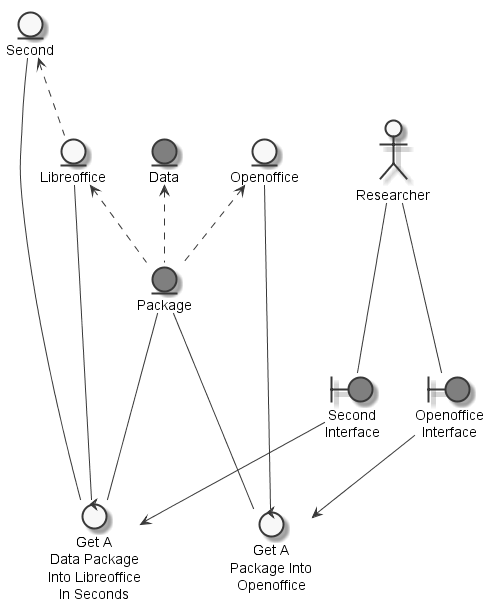 Second
Libreoffice
Data
Openoffice
Researcher
Package
Second
Interface
Openoffice
Interface
Get A
Data Package
Into Libreoffice
In Seconds
Get A
Package Into
Openoffice